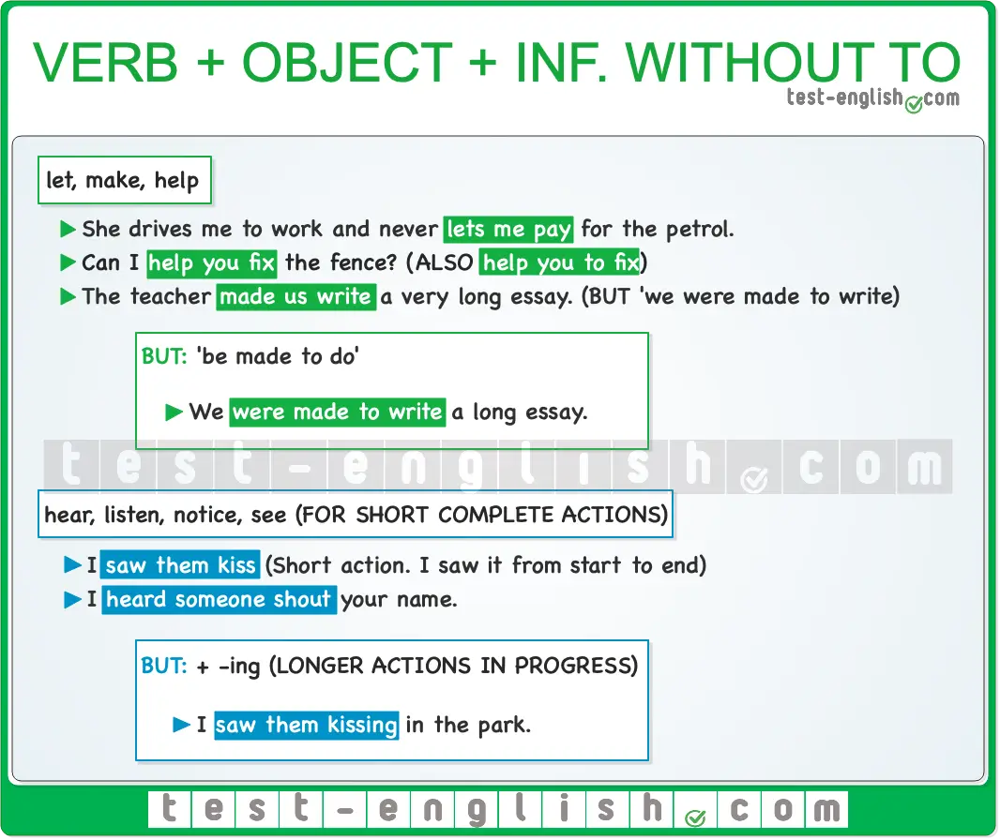 VERB + OBJECT + INF. WITHOUT TO
test-english.com
let, make, help
▶ She drives me to work and never lets me pay for the petrol.
▶ Can I help you fix the fence? (ALSO help you to fix)
▶ The teacher made us write a very long essay. (BUT 'we were made to write)
BUT: 'be made to do'
▶ We were made to write a long essay.
test-english.com
hear, listen, notice, see (FOR SHORT COMPLETE ACTIONS)
▶ I saw them kiss (Short action. I saw it from start to end)
▶ I heard someone shout your name.
BUT: + -ing (LONGER ACTIONS IN PROGRESS)
▶ I saw them kissing in the park.
test-english.com